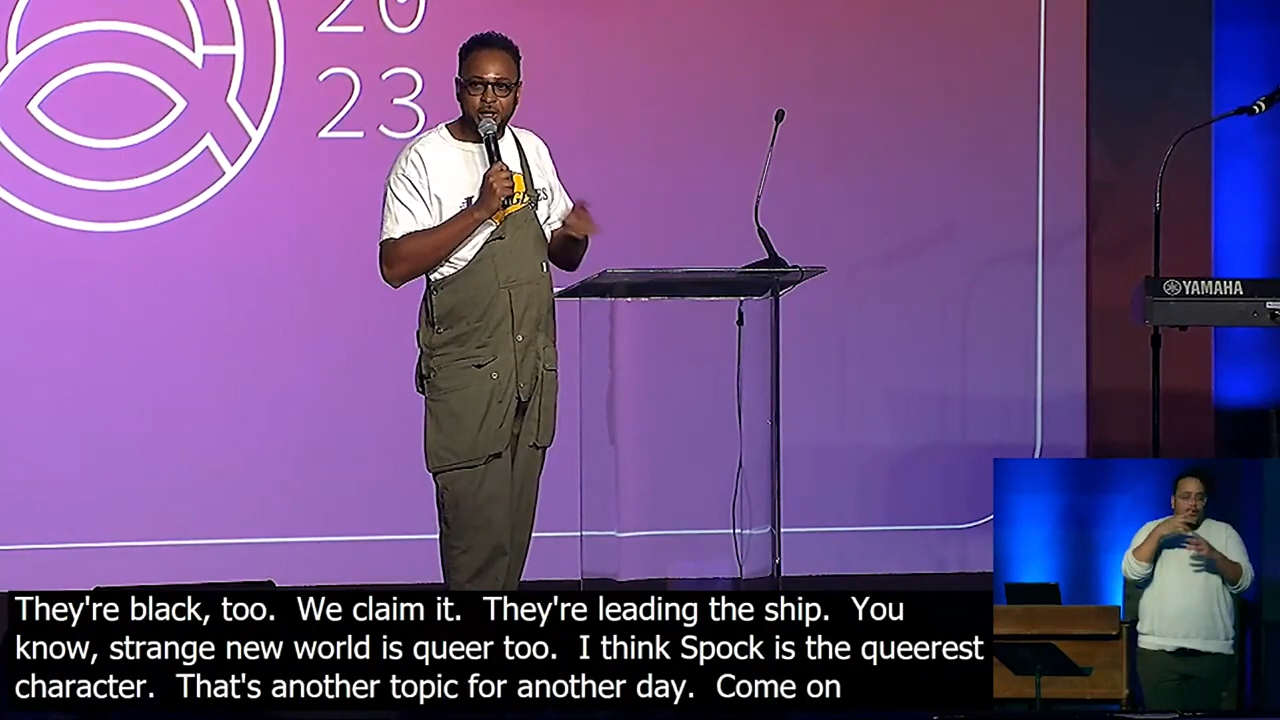 20
23
YAMAHA
They're black, too. We claim it. They're leading the ship. You
know, strange new world is queer too. I think Spock is the queerest
character. That's another topic for another day. Come on